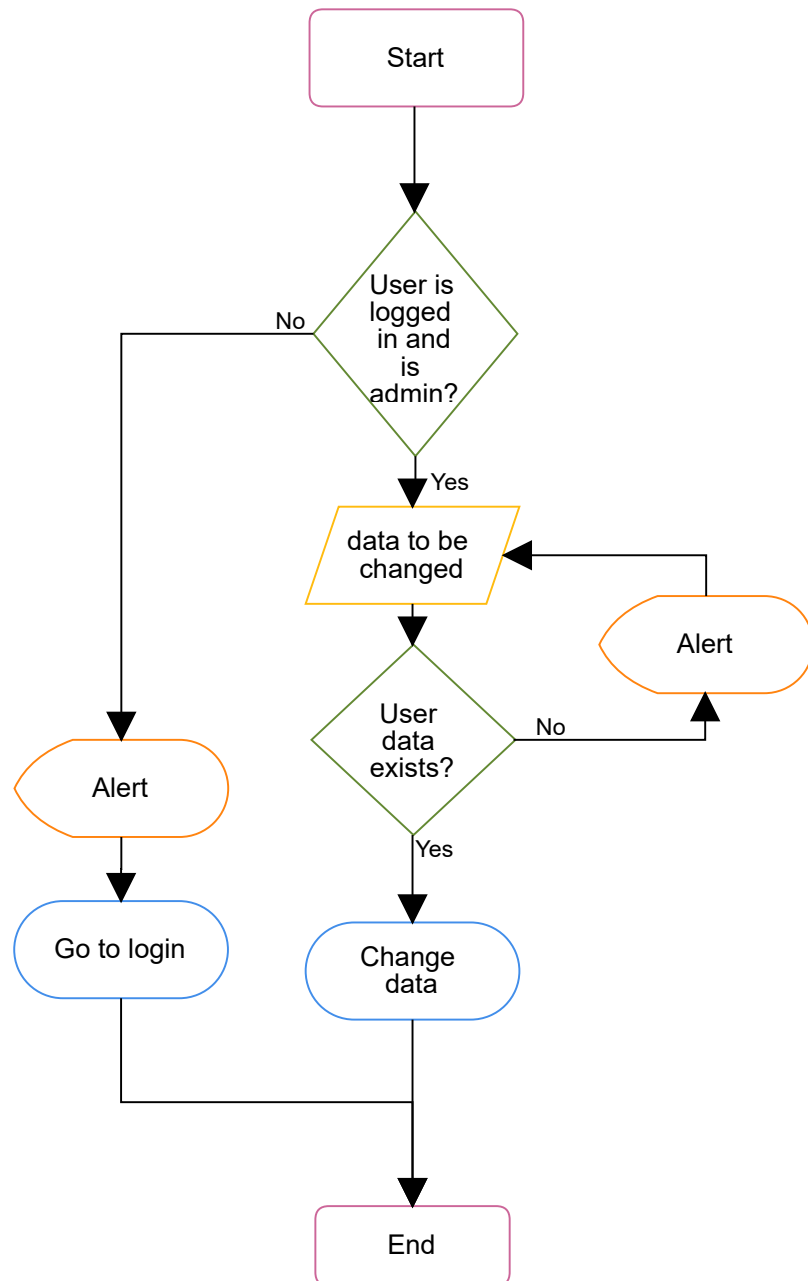 Start
User is
logged
in and
is
admin?
No
Yes
data to be
changed
Alert
User
data
exists?
No
Alert
Yes
Go to login
Change
data
End